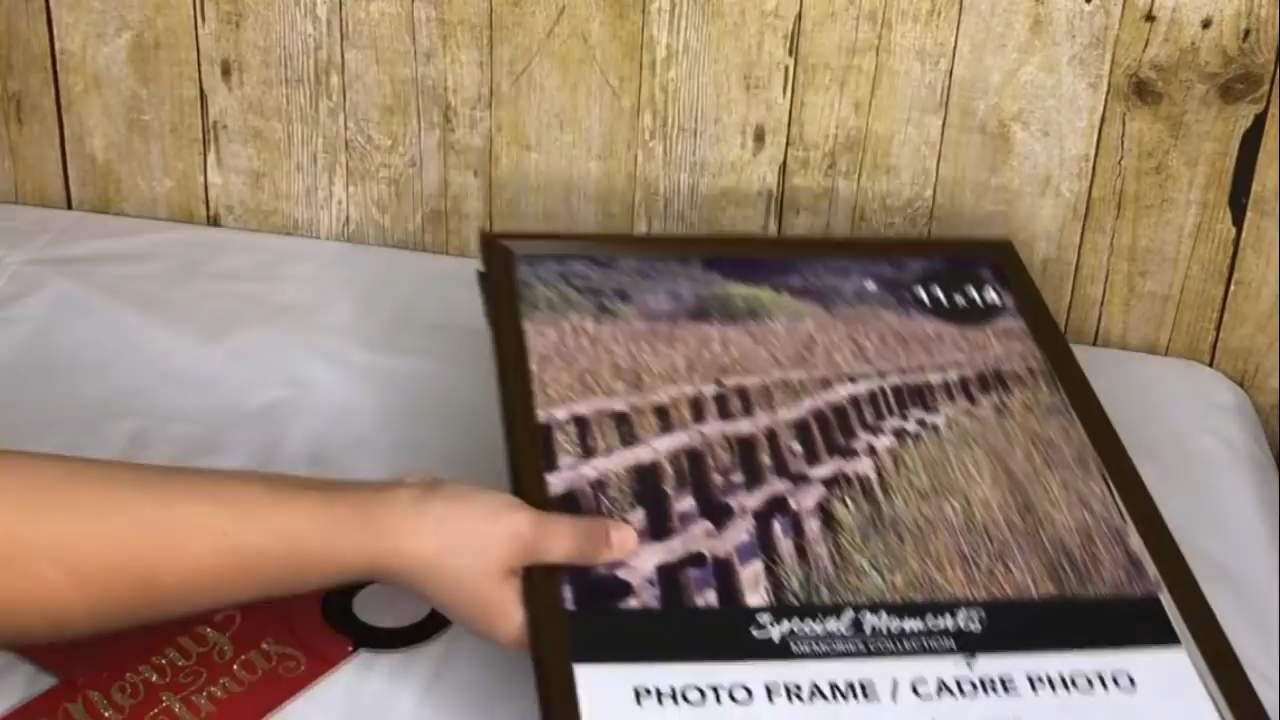 11x14
Special Moments
MEMORIES COLLECTION
PHOTO FRAME / CADRE PHOTO
Merry
Christmas